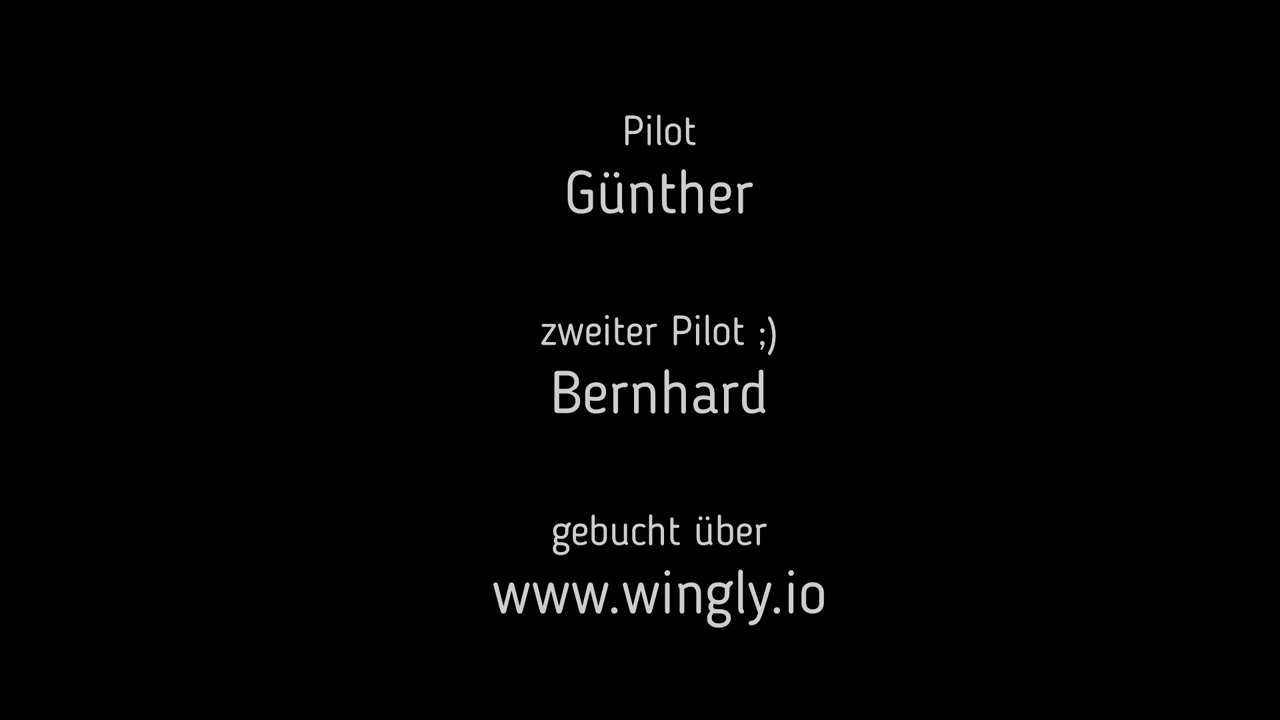 Pilot
Günther
zweiter Pilot ;)
Bernhard
gebucht über
www.wingly.io